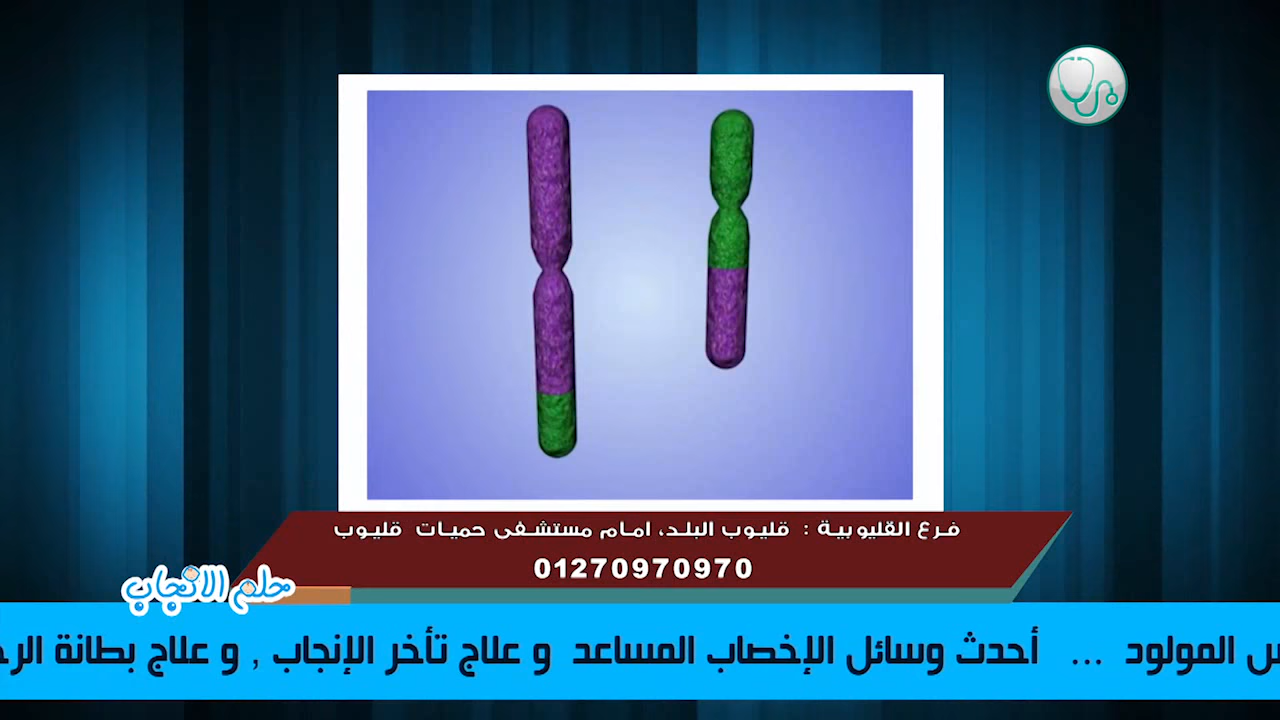 فرع القليوبية : قليوب البلد، امام مستشفى حميات قليوب
01270970970
حلم الانجاب
المولود ... أحدث وسائل الإخصاب المساعد و علاج تأخر الإنجاب , و علاج بطانة